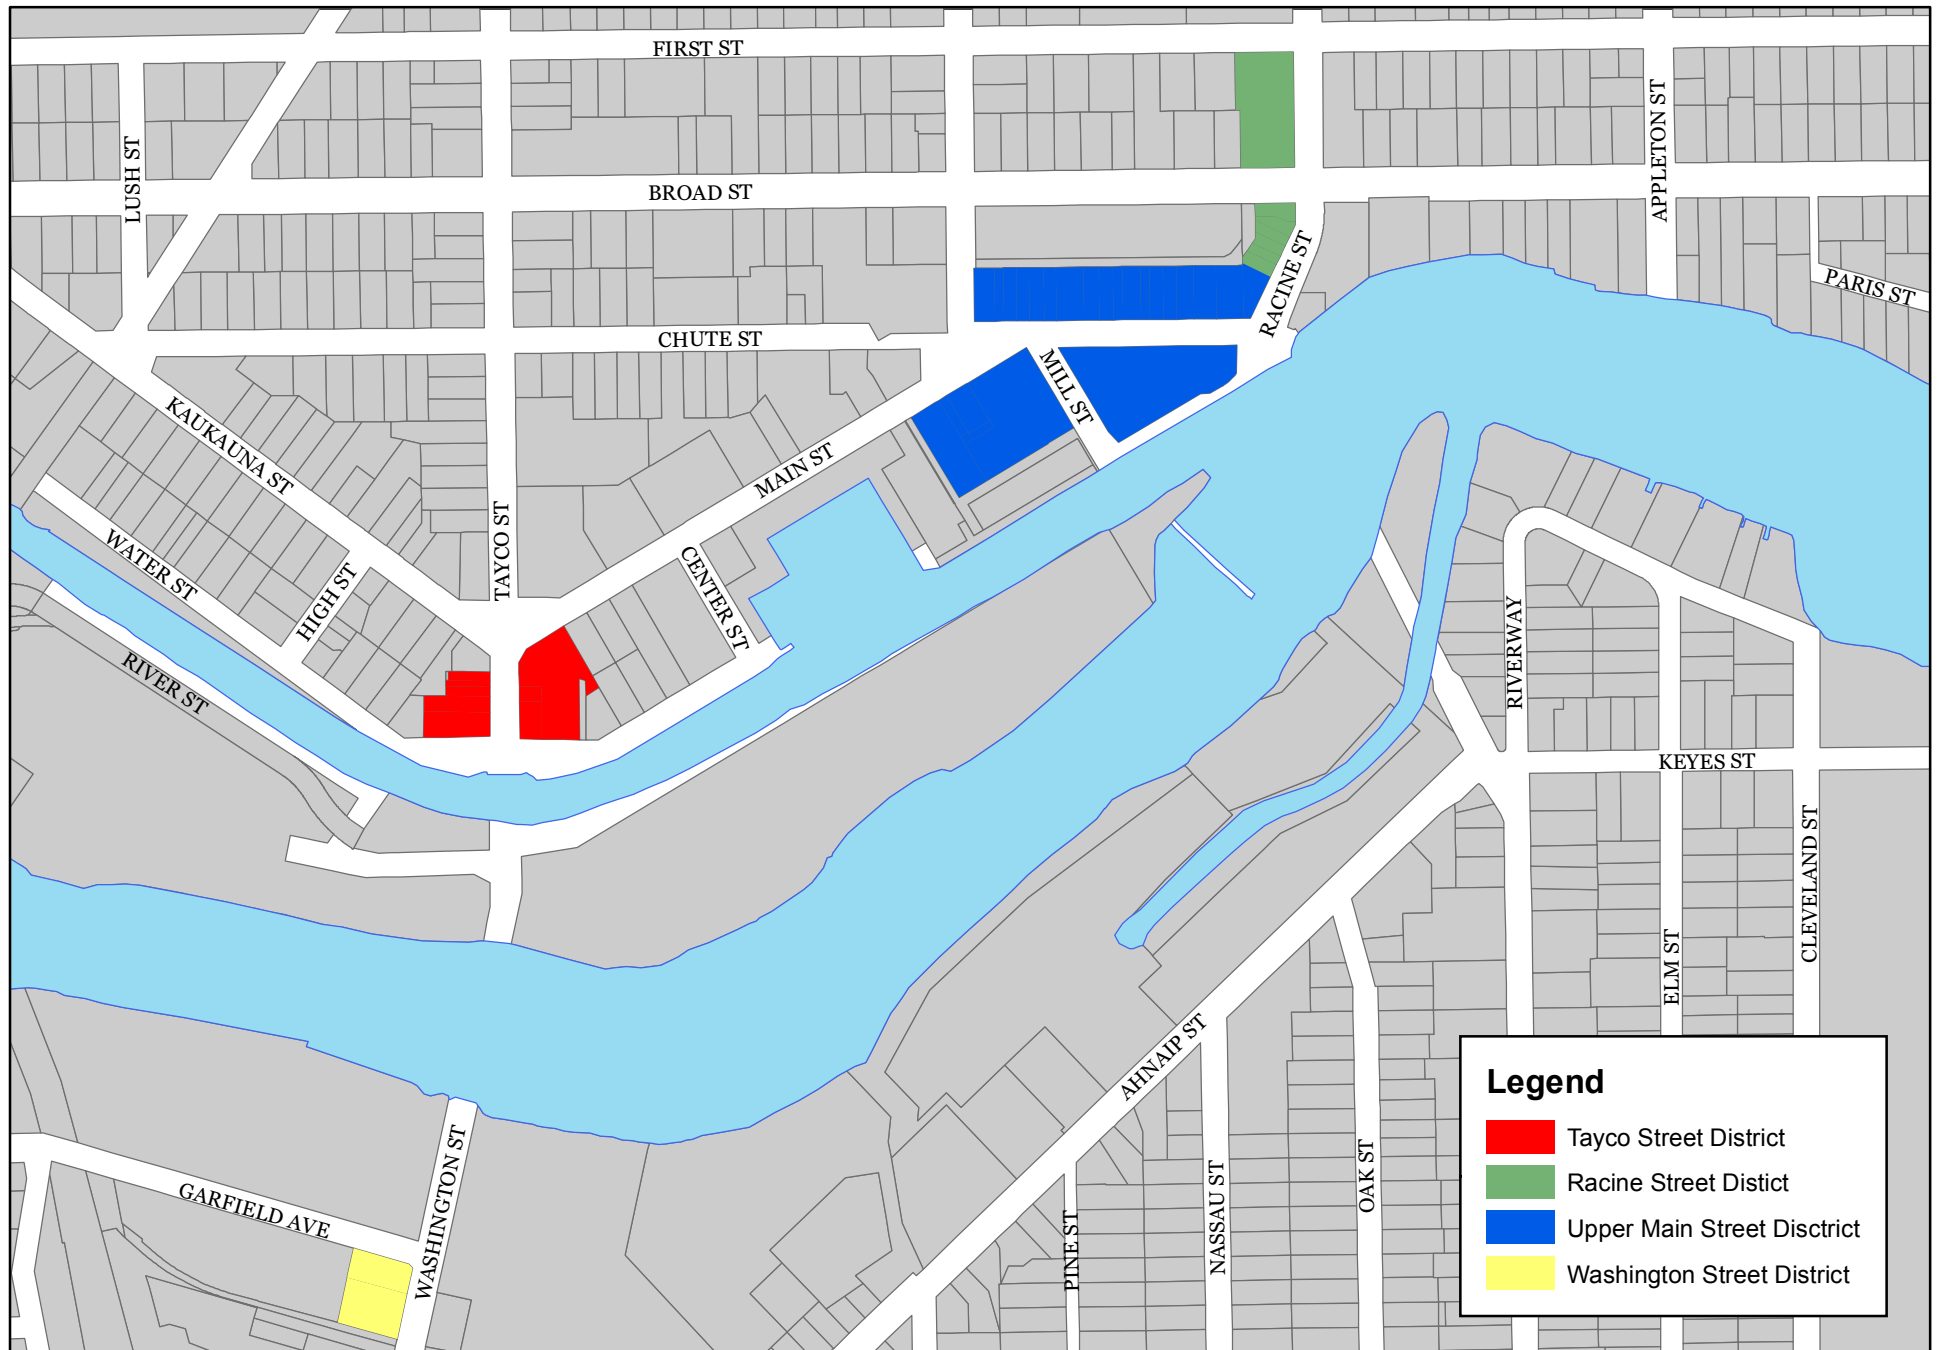 FIRST ST
LUSH ST
APPLETON ST
BROAD ST
RACINE ST
PARIS ST
CHUTE ST
MILL ST
KAUKAUNA ST
MAIN ST
TAYCO ST
WATER ST
HIGH ST
CENTER ST
RIVER ST
RIVERWAY
KEYES ST
CLEVELAND ST
ELM ST
AHNAIP ST
OAK ST
NASSAU ST
PINE ST
WASHINGTON ST
GARFIELD AVE
Legend
Tayco Street District
Racine Street Distict
Upper Main Street Disctrict
Washington Street District